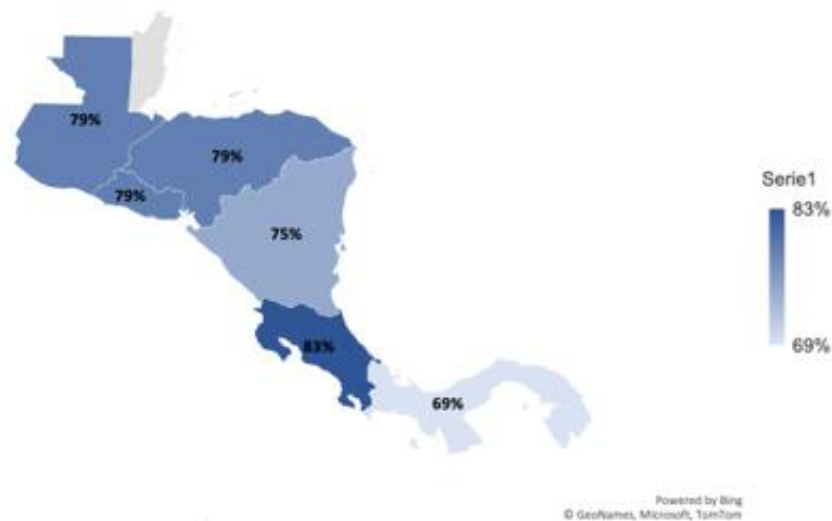 79%
79%
79%
75%
83%
69%
Serie1
83%
69%
Powered by Bing
© GeoNames, Microsoft, TomTom